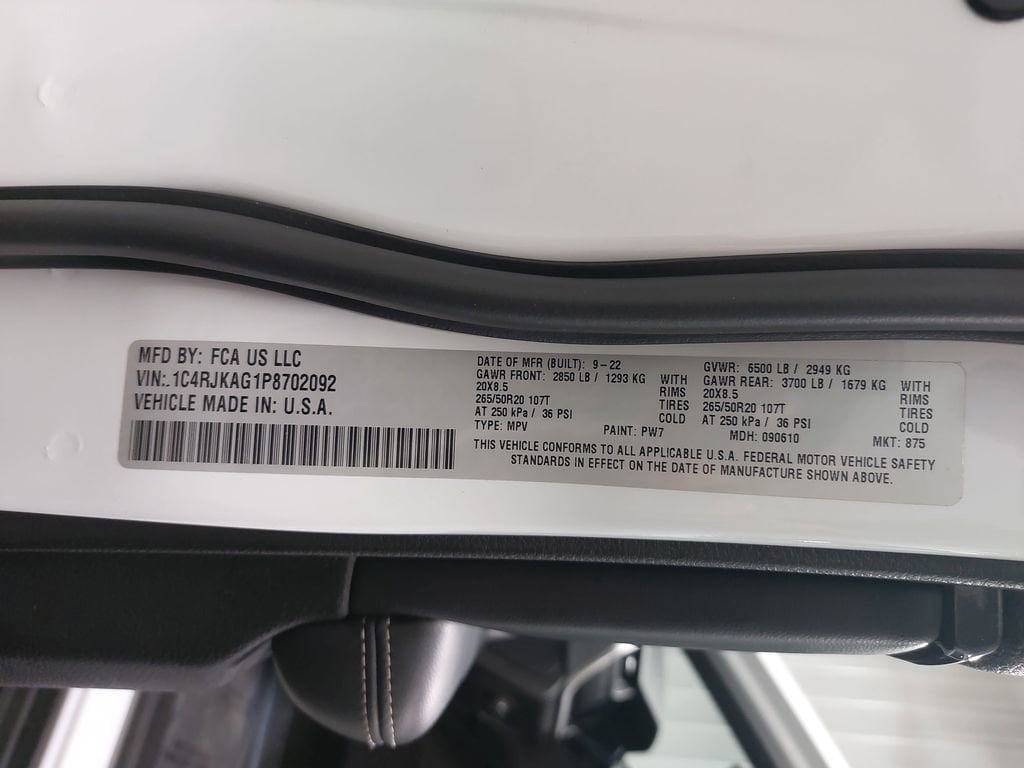 MFD BY: FCA US LLC
VIN:.1C4RJKAG1P8702092
VEHICLE MADE IN: U.S.A.
DATE OF MFR (BUILT): 9-22
GAWR FRONT: 2850 LB / 1293 KG WITH
20X8.5 RIMS
265/50R20 107T TIRES
AT 250 kPa / 36 PSI COLD
TYPE: MPV PAINT: PW7
GVWR: 6500 LB / 2949 KG
GAWR REAR: 3700 LB / 1679 KG WITH
20X8.5 RIMS
265/50R20 107T TIRES
AT 250 kPa / 36 PSI COLD
MDH: 090610 MKT: 875
THIS VEHICLE CONFORMS TO ALL APPLICABLE U.S.A. FEDERAL MOTOR VEHICLE SAFETY
STANDARDS IN EFFECT ON THE DATE OF MANUFACTURE SHOWN ABOVE.